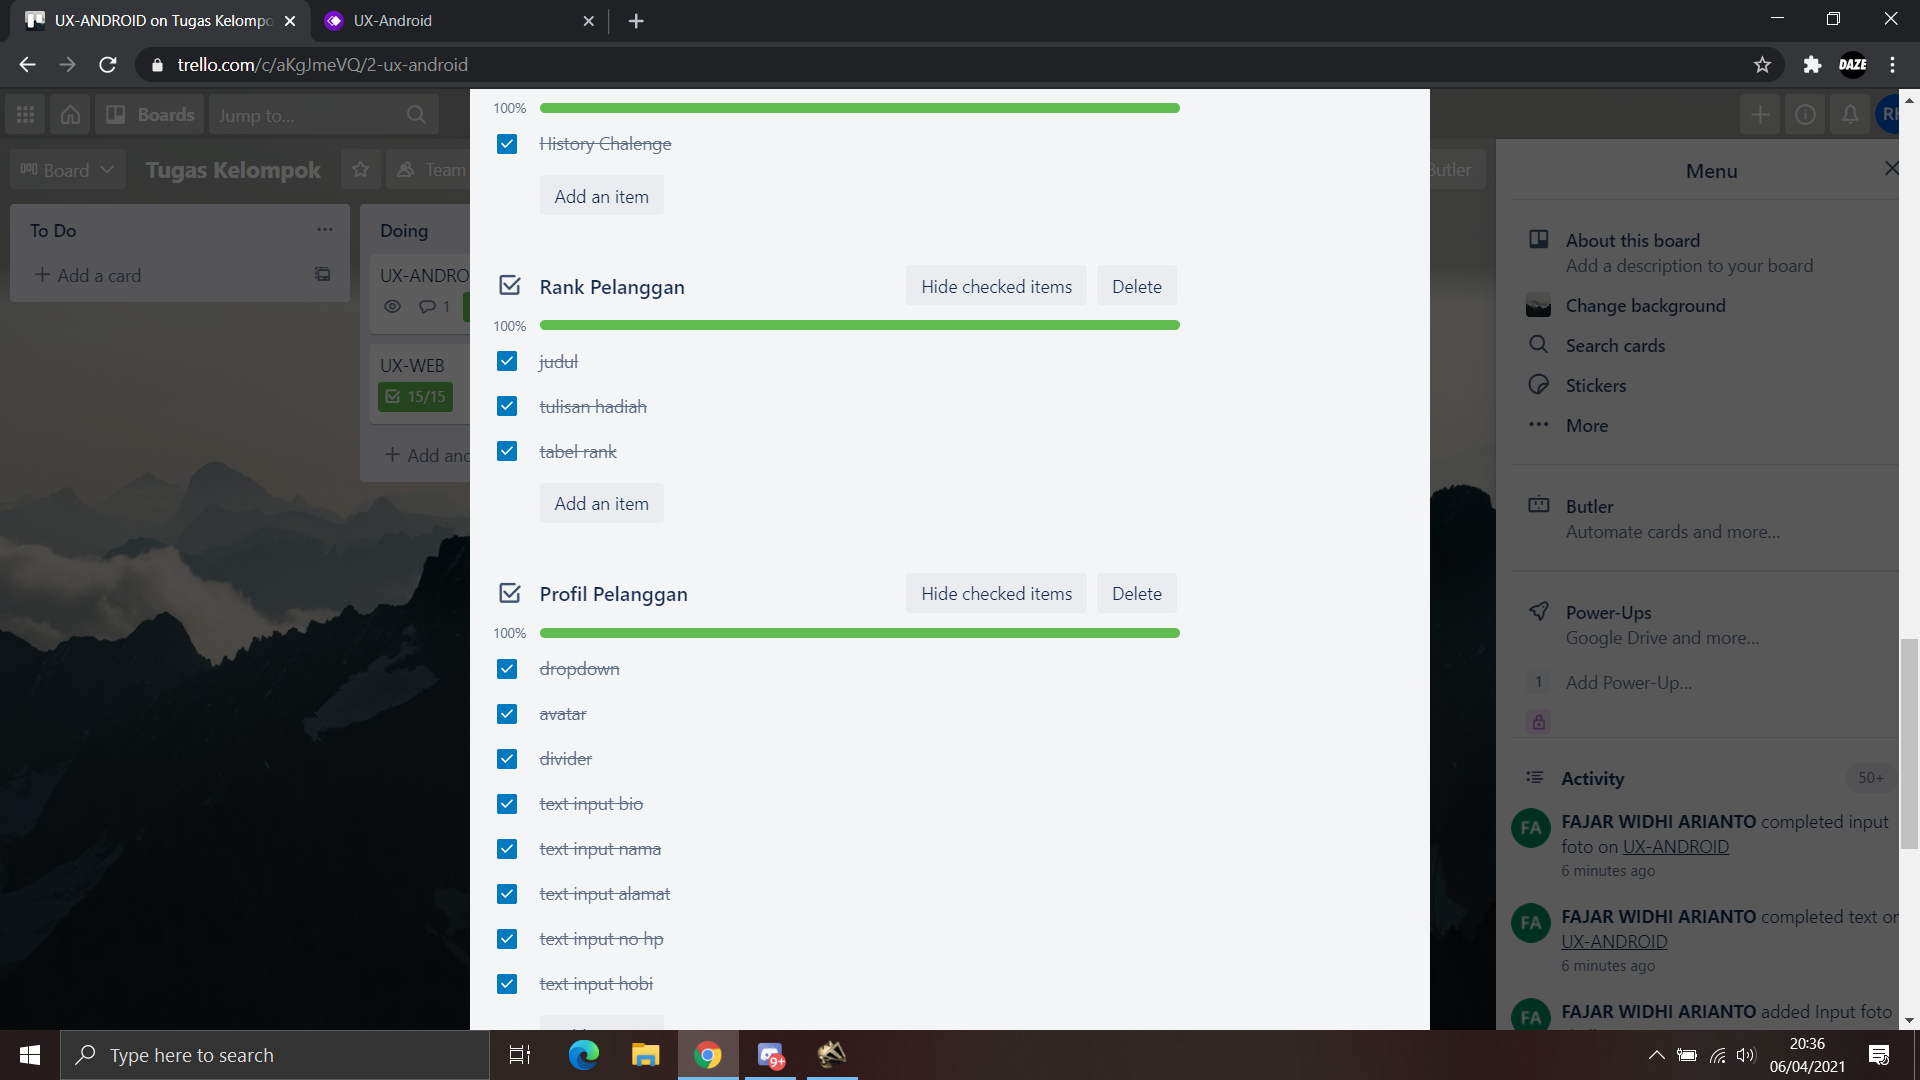 UX-ANDROID on Tugas Kelompo
UX-Android
trello.com/c/aKgJmeVQ/2-ux-android
DAZE
Boards
Jump to...
Board
Tugas Kelompok
Team
Butler
To Do
Add a card
Doing
UX-ANDRO
1
UX-WEB
15/15
Add
100%
History Chalenge
Add an item
Rank Pelanggan
Hide checked items
Delete
100%
judul
tulisan hadiah
tabel rank
Add an item
Profil Pelanggan
Hide checked items
Delete
100%
dropdown
avatar
divider
text input bio
text input nama
text input alamat
text input no hp
text input hobi
Menu
About this board
Add a description to your board
Change background
Search cards
Stickers
More
Butler
Automate cards and more...
Power-Ups
Google Drive and more...
1
Add Power-Up...
Activity
50+
FA
FAJAR WIDHI ARIANTO completed input
foto on UX-ANDROID
6 minutes ago
FA
FAJAR WIDHI ARIANTO completed text on
UX-ANDROID
6 minutes ago
FA
FAJAR WIDHI ARIANTO added Input foto
Type here to search
9+
20:36
06/04/2021